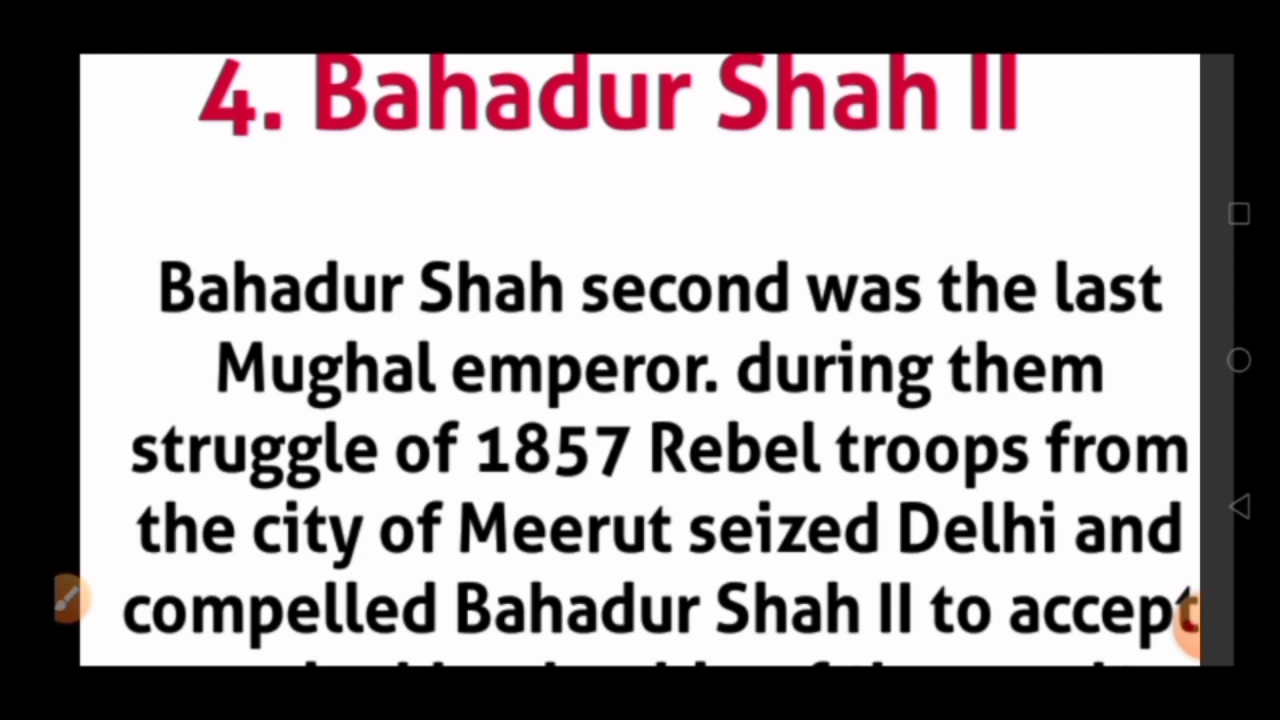 4. Bahadur Shah II
Bahadur Shah second was the last
Mughal emperor. during them
struggle of 1857 Rebel troops from
the city of Meerut seized Delhi and
compelled Bahadur Shah II to accept